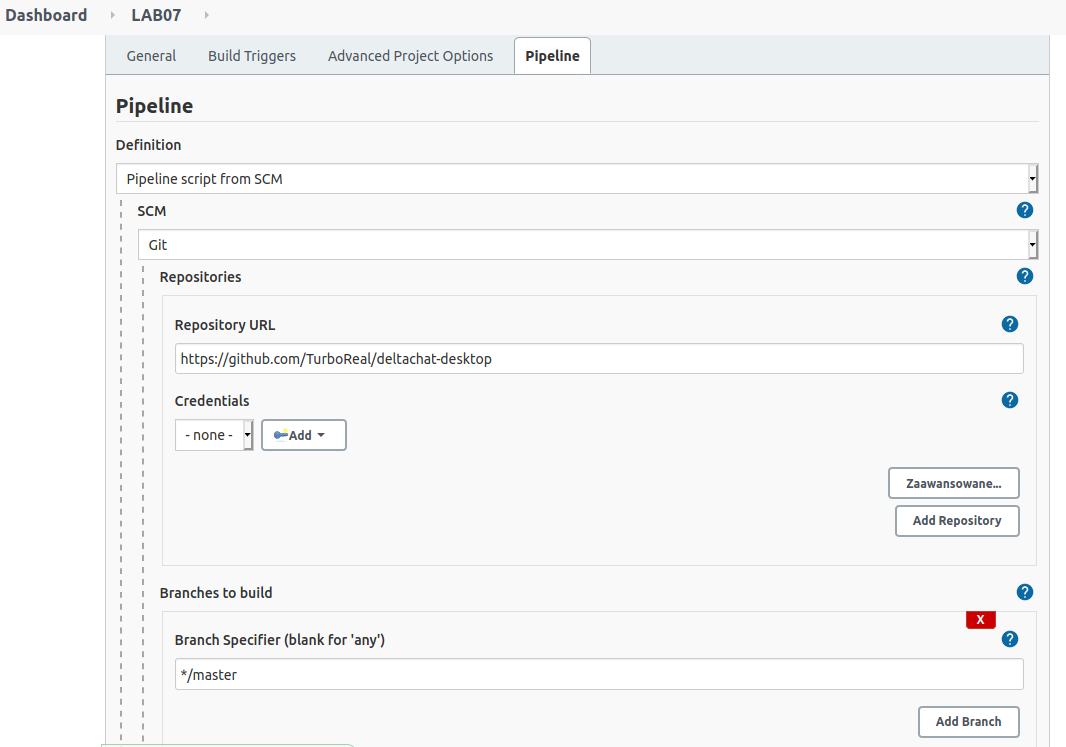 Dashboard LAB07
General Build Triggers Advanced Project Options Pipeline
Pipeline
Definition
Pipeline script from SCM
SCM
?
Git
Repositories
?
Repository URL
?
https://github.com/TurboReal/deltachat-desktop
Credentials
?
- none - Add
Zaawansowane...
Add Repository
Branches to build
?
X
Branch Specifier (blank for 'any')
?
*/master
Add Branch